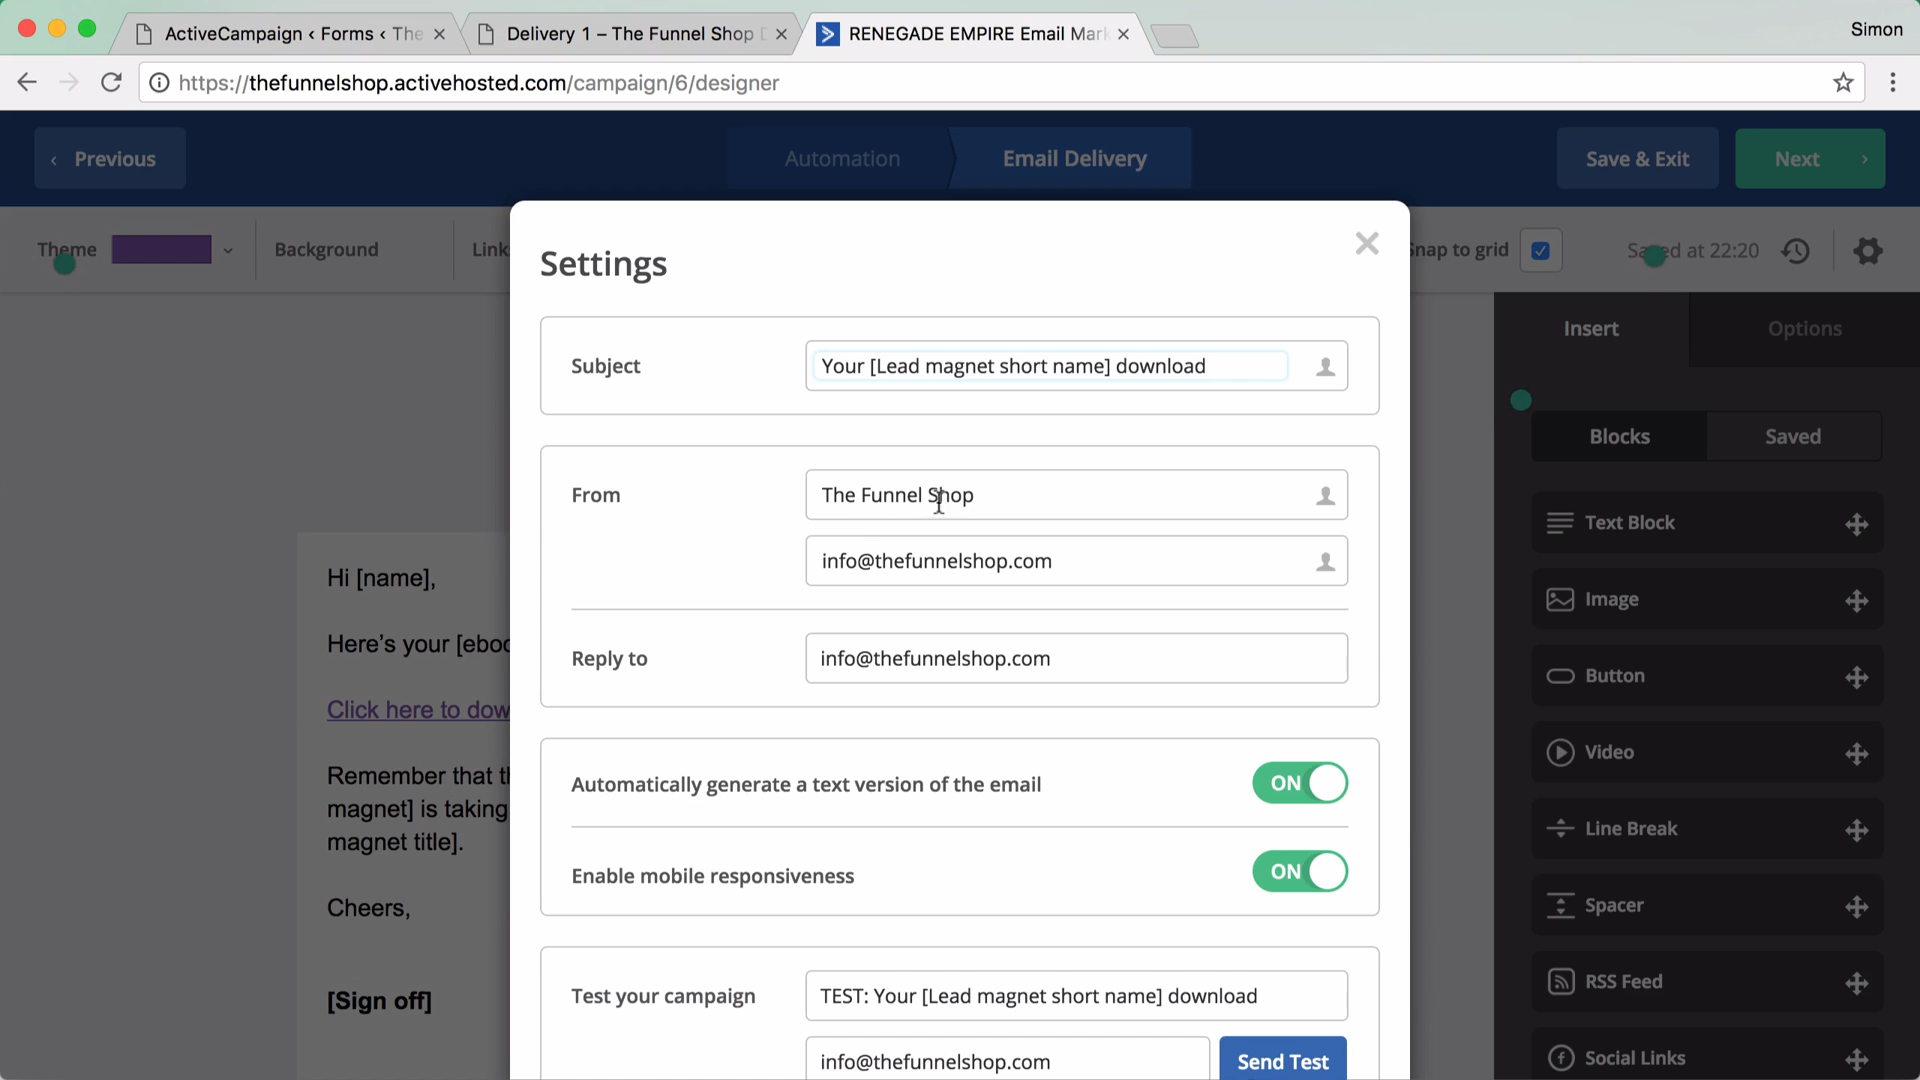 ActiveCampaign ‹ Forms ‹ The
Delivery 1 – The Funnel Shop D
RENEGADE EMPIRE Email Mark
Simon
https://thefunnelshop.activehosted.com/campaign/6/designer
‹ Previous
Automation
Email Delivery
Save & Exit
Next ›
Theme
Background
Link
Snap to grid
Saved at 22:20
Settings
Subject
Your [Lead magnet short name] download
From
The Funnel Shop
info@thefunnelshop.com
Reply to
info@thefunnelshop.com
Automatically generate a text version of the email
ON
Enable mobile responsiveness
ON
Test your campaign
TEST: Your [Lead magnet short name] download
info@thefunnelshop.com
Send Test
Hi [name],
Here’s your [eboo
Click here to dow
Remember that th
magnet] is taking
magnet title].
Cheers,
[Sign off]
Insert
Options
Blocks
Saved
Text Block
Image
Button
Video
Line Break
Spacer
RSS Feed
Social Links